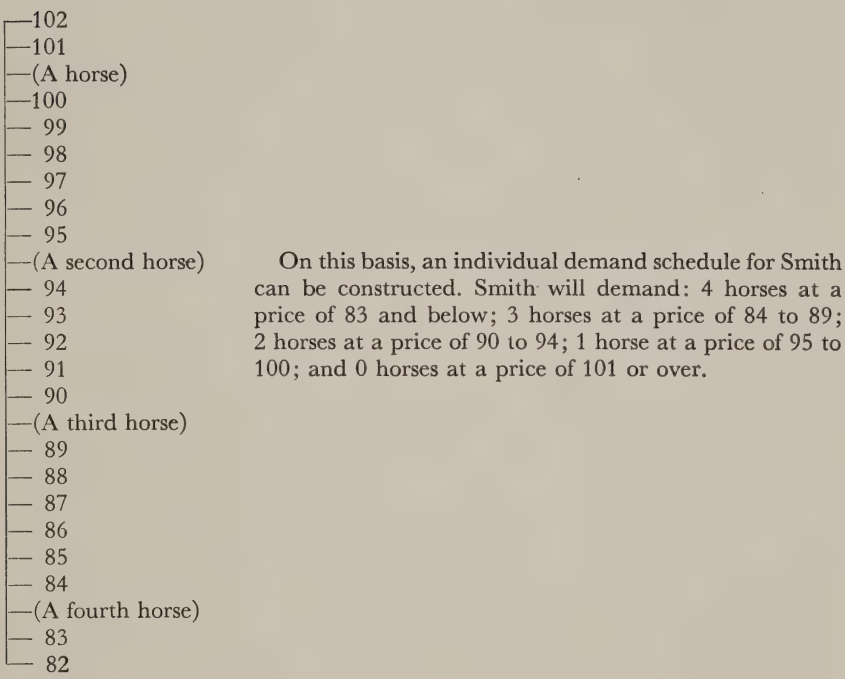 102
101
(A horse)
100
99
98
97
96
95
(A second horse)
94
93
92
91
90
(A third horse)
89
88
87
86
85
84
(A fourth horse)
83
82
On this basis, an individual demand schedule for Smith
can be constructed. Smith will demand: 4 horses at a
price of 83 and below; 3 horses at a price of 84 to 89;
2 horses at a price of 90 to 94; 1 horse at a price of 95 to
100; and 0 horses at a price of 101 or over.